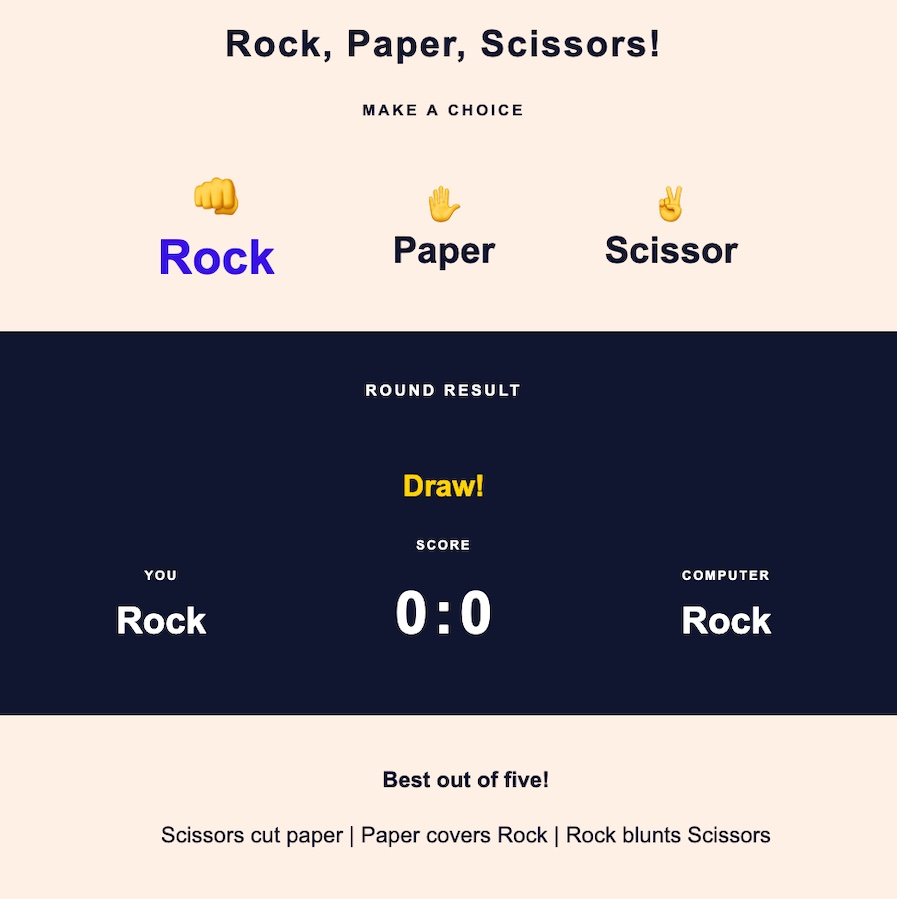 Rock, Paper, Scissors!
MAKE A CHOICE
Rock
Paper
Scissor
ROUND RESULT
Draw!
SCORE
YOU
COMPUTER
Rock
0:0
Rock
Best out of five!
Scissors cut paper | Paper covers Rock | Rock blunts Scissors